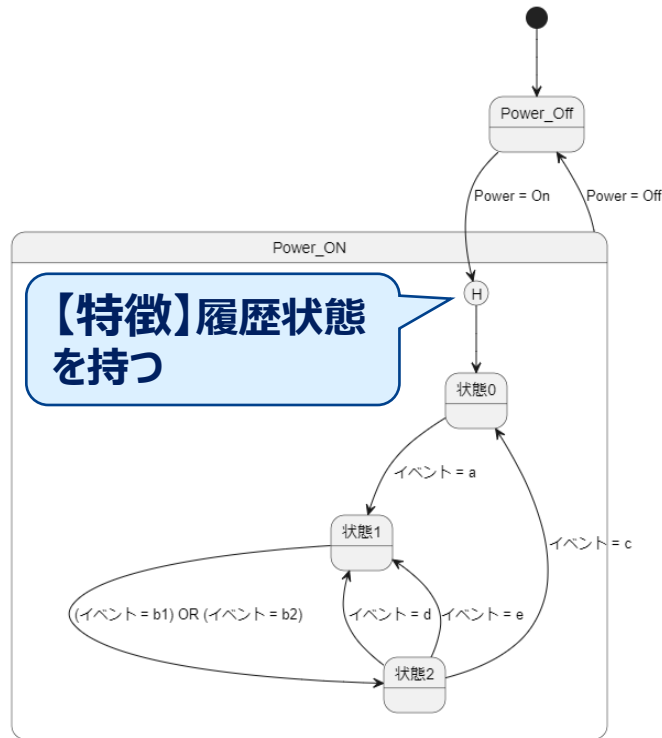 Power_Off
Power = On
Power = Off
Power_ON
H
【特徴】履歴状態
を持つ
状態0
イベント = a
状態1
イベント = c
(イベント = b1) OR (イベント = b2)
イベント = d
イベント = e
状態2